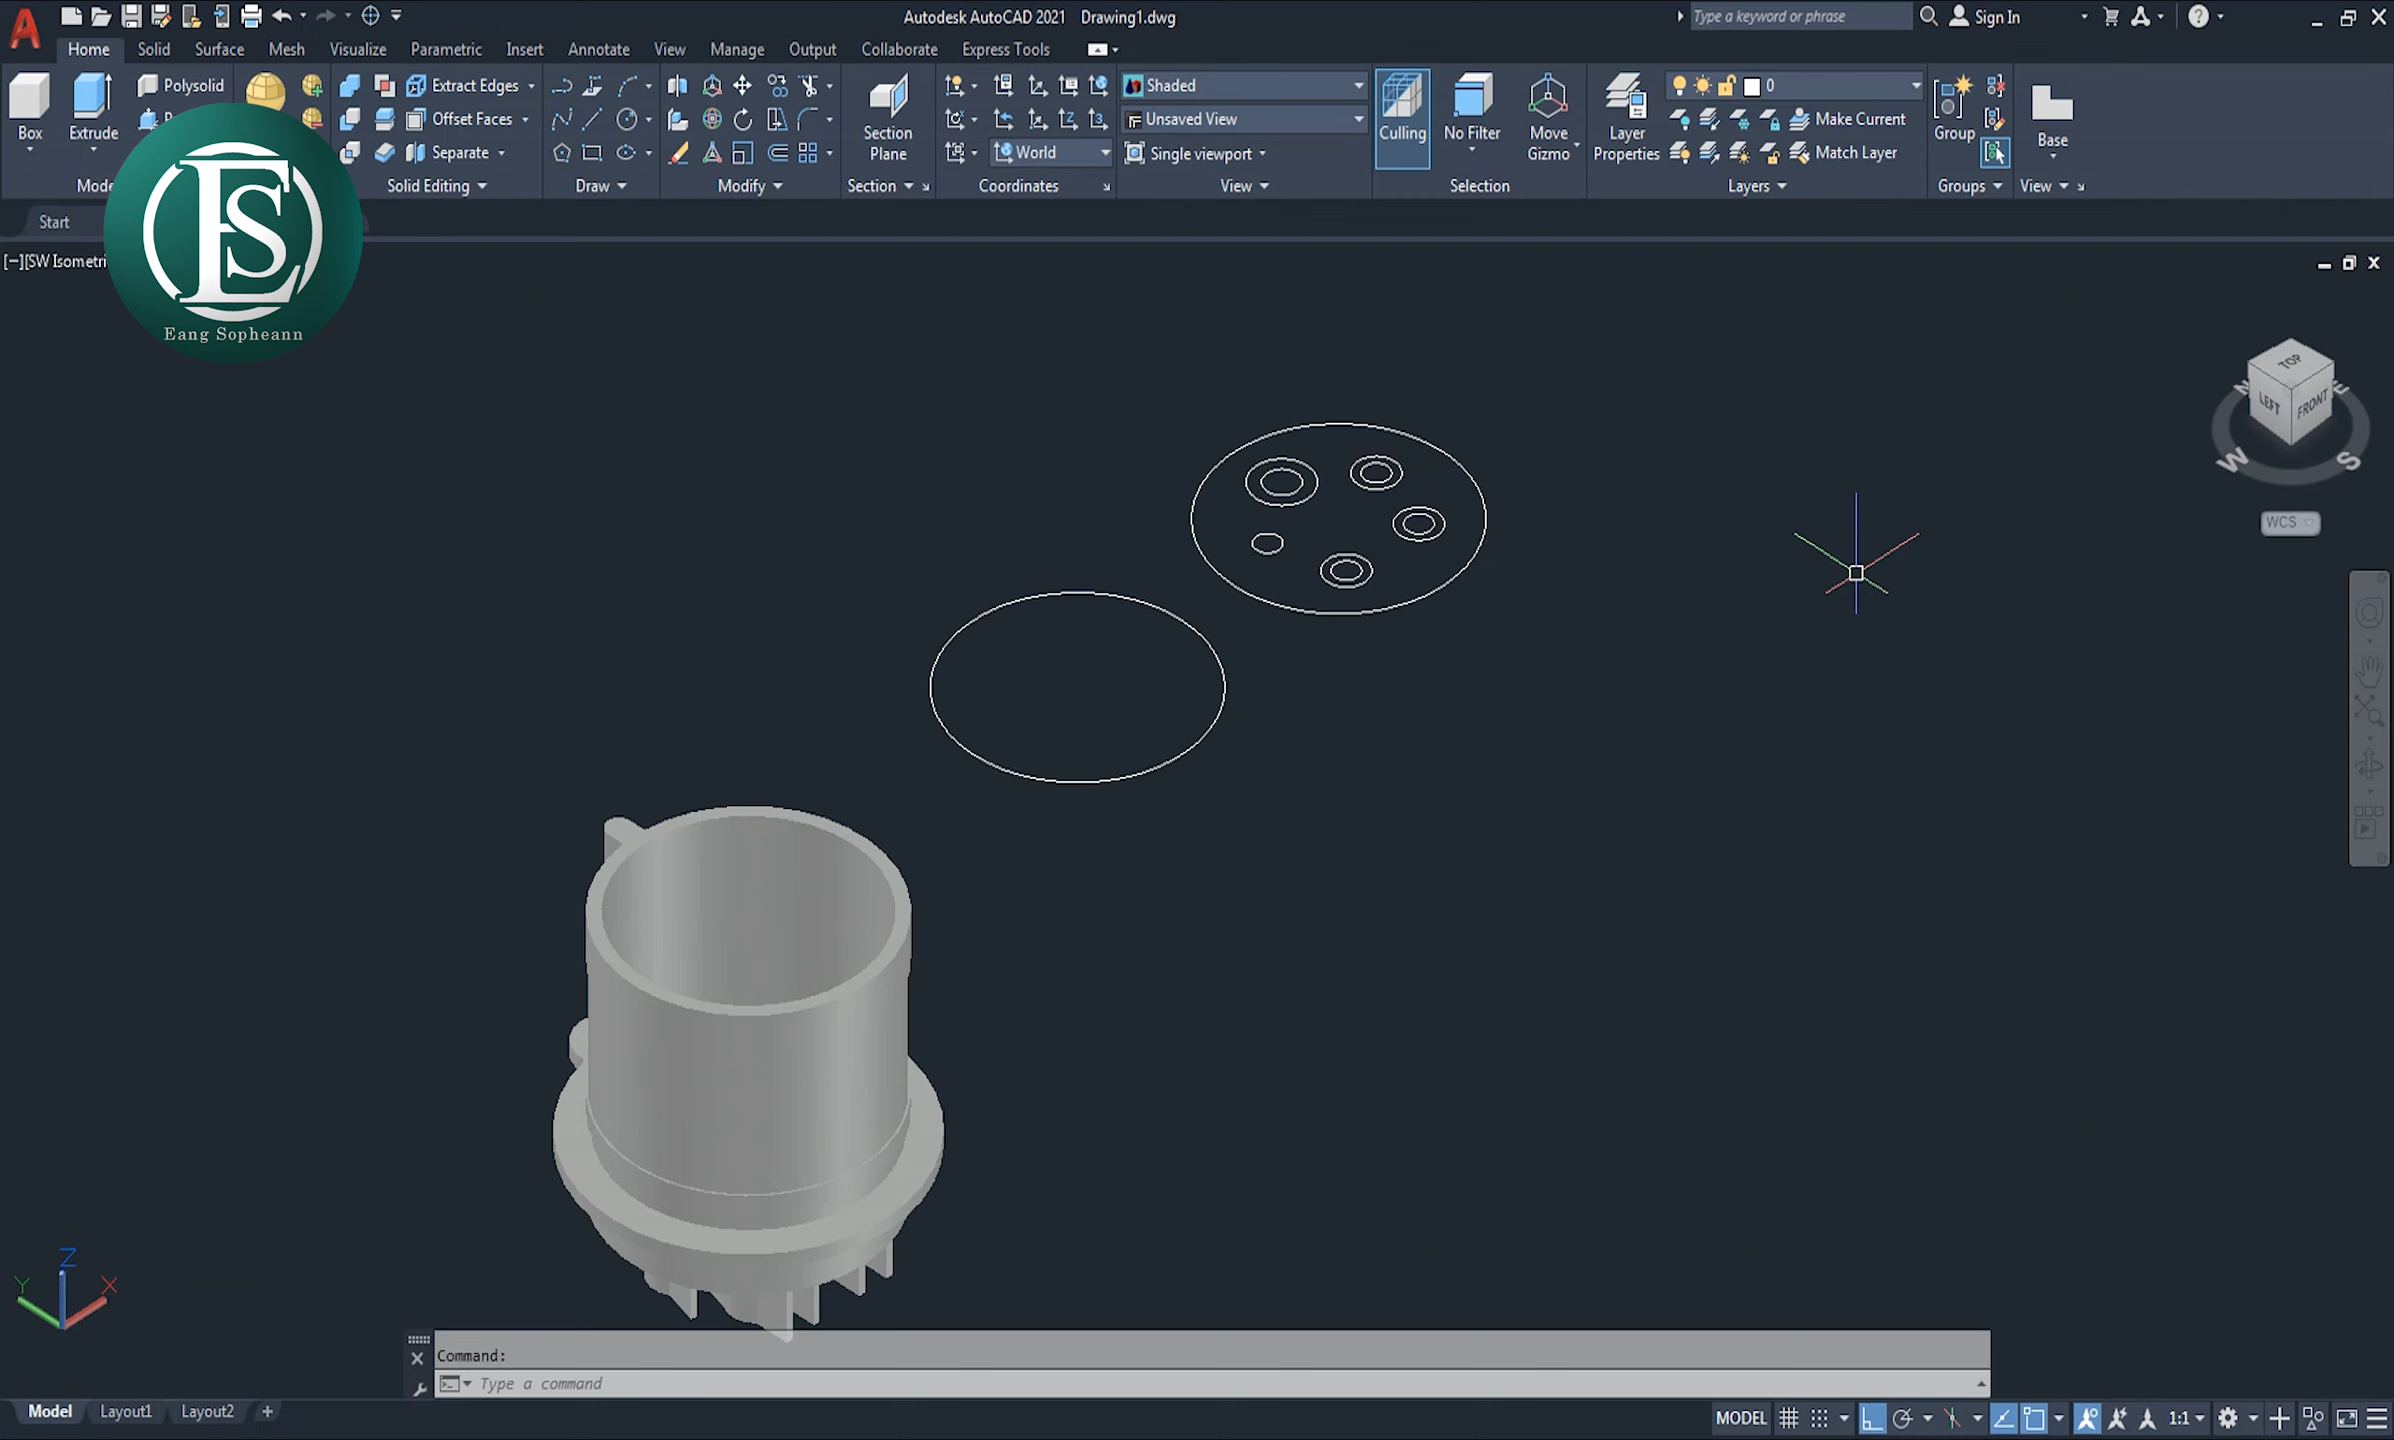 Autodesk AutoCAD 2021 Drawing1.dwg
Type a keyword or phrase
Sign In
Home Solid Surface Mesh Visualize Parametric Insert Annotate View Manage Output Collaborate Express Tools
Box
Extrude
Polysolid
Extract Edges
Offset Faces
Separate
Section Plane
World
Shaded
Unsaved View
Single viewport
Culling
No Filter
Move Gizmo
Layer Properties
0
Make Current
Match Layer
Group
Base
Solid Editing
Draw
Modify
Section
Coordinates
View
Selection
Layers
Groups
View
Start
[−][SW Isometri
ES
Eang Sopheann
TOP
LEFT
FRONT
N
E
W
S
WCS
Z
Y
X
Command:
Type a command
Model Layout1 Layout2
MODEL
1:1